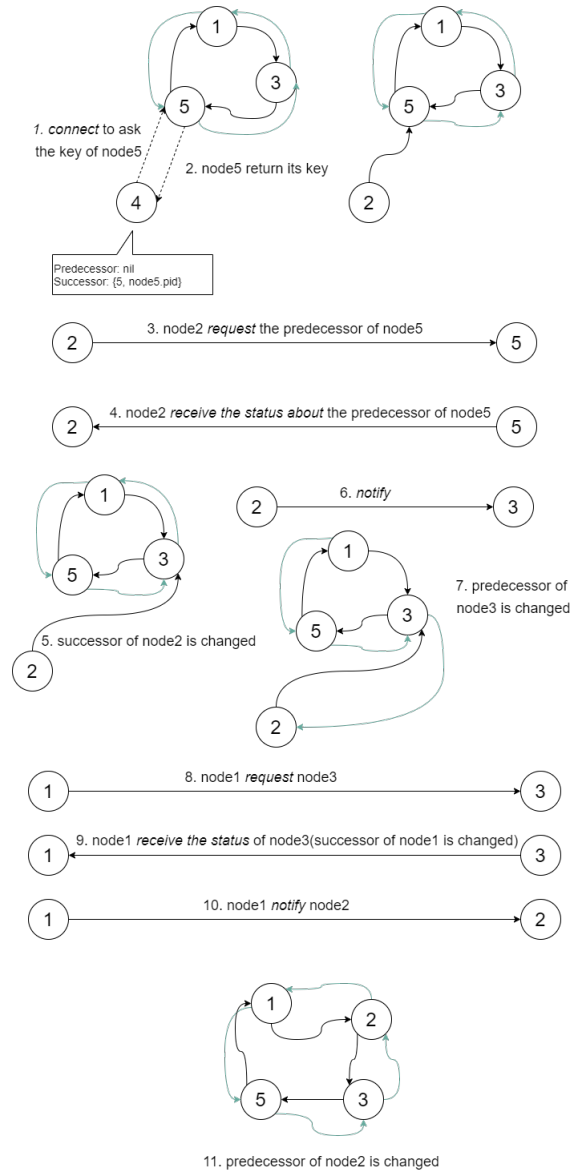 1
3
5
1. connect to ask
the key of node5
2. node5 return its key
4
Predecessor: nil
Successor: {5, node5.pid}
1
3
5
2
2
3. node2 request the predecessor of node5
5
2
4. node2 receive the status about the predecessor of node5
5
1
3
5
5. successor of node2 is changed
2
2
6. notify
3
1
3
5
2
7. predecessor of
node3 is changed
1
8. node1 request node3
3
1
9. node1 receive the status of node3(successor of node1 is changed)
3
1
10. node1 notify node2
2
1
2
5
3
11. predecessor of node2 is changed